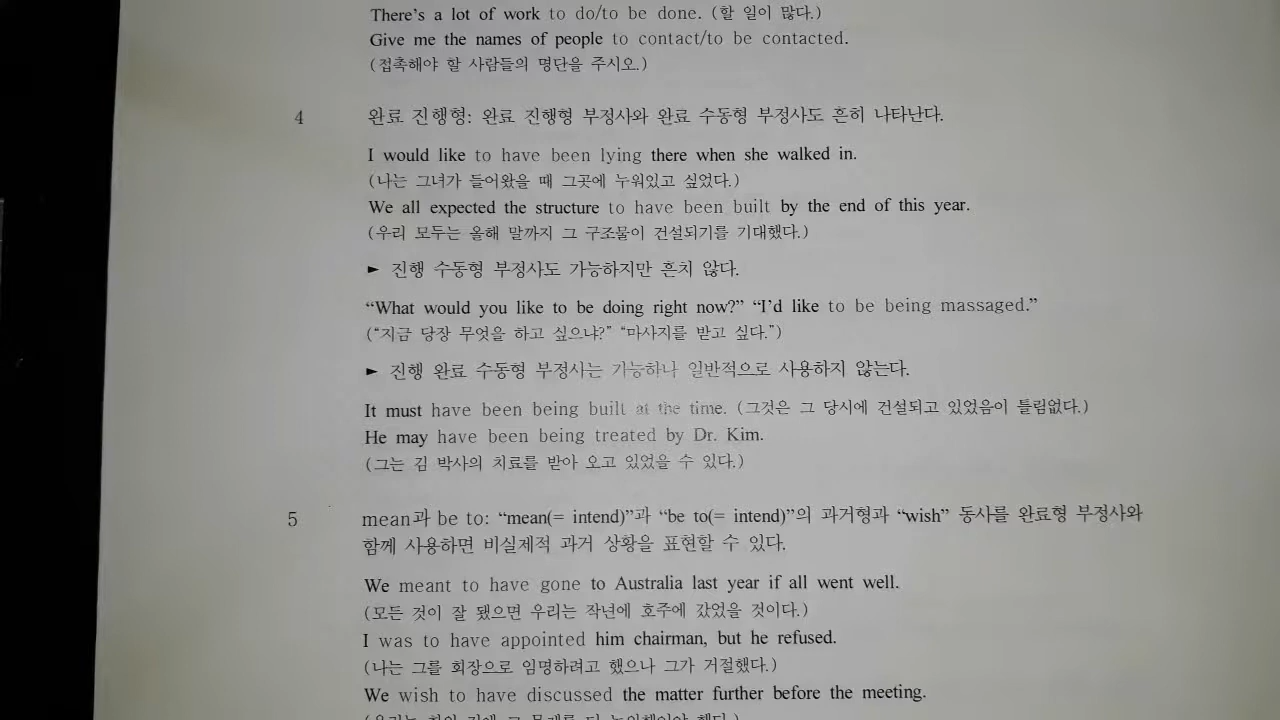 There's a lot of work to do/to be done. (할 일이 많다.)
Give me the names of people to contact/to be contacted.
(접촉해야 할 사람들의 명단을 주시오.)
4 완료 진행형: 완료 진행형 부정사와 완료 수동형 부정사도 흔히 나타난다.
I would like to have been lying there when she walked in.
(나는 그녀가 들어왔을 때 그곳에 누워있고 싶었다.)
We all expected the structure to have been built by the end of this year.
(우리 모두는 올해 말까지 그 구조물이 건설되기를 기대했다.)
► 진행 수동형 부정사도 가능하지만 흔치 않다.
“What would you like to be doing right now?” “I'd like to be being massaged.”
(“지금 당장 무엇을 하고 싶으냐?” “마사지를 받고 싶다.”)
► 진행 완료 수동형 부정사는 가능하나 일반적으로 사용하지 않는다.
It must have been being built at the time. (그것은 그 당시에 건설되고 있었음이 틀림없다.)
He may have been being treated by Dr. Kim.
(그는 김 박사의 치료를 받아 오고 있었을 수 있다.)
5 mean과 be to: “mean(= intend)”과 “be to(= intend)”의 과거형과 “wish” 동사를 완료형 부정사와
함께 사용하면 비실제적 과거 상황을 표현할 수 있다.
We meant to have gone to Australia last year if all went well.
(모든 것이 잘 됐으면 우리는 작년에 호주에 갔었을 것이다.)
I was to have appointed him chairman, but he refused.
(나는 그를 회장으로 임명하려고 했으나 그가 거절했다.)
We wish to have discussed the matter further before the meeting.